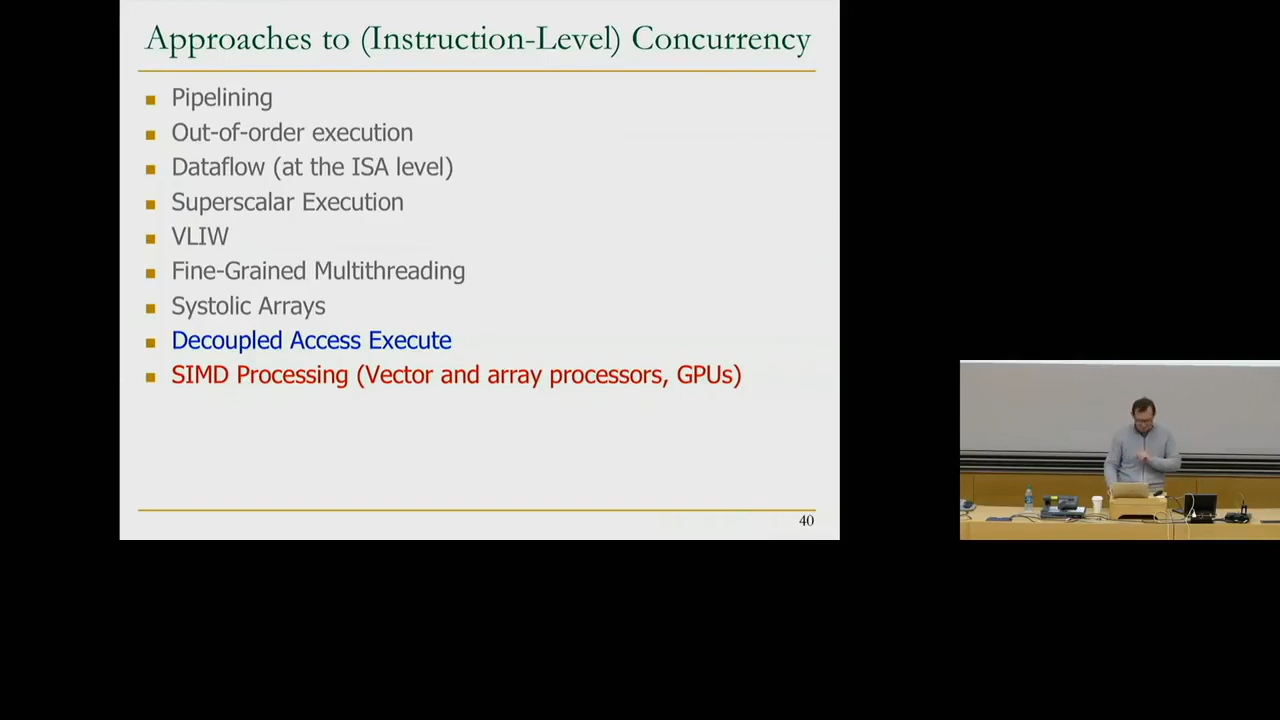 Approaches to (Instruction-Level) Concurrency
Pipelining
Out-of-order execution
Dataflow (at the ISA level)
Superscalar Execution
VLIW
Fine-Grained Multithreading
Systolic Arrays
Decoupled Access Execute
SIMD Processing (Vector and array processors, GPUs)
40